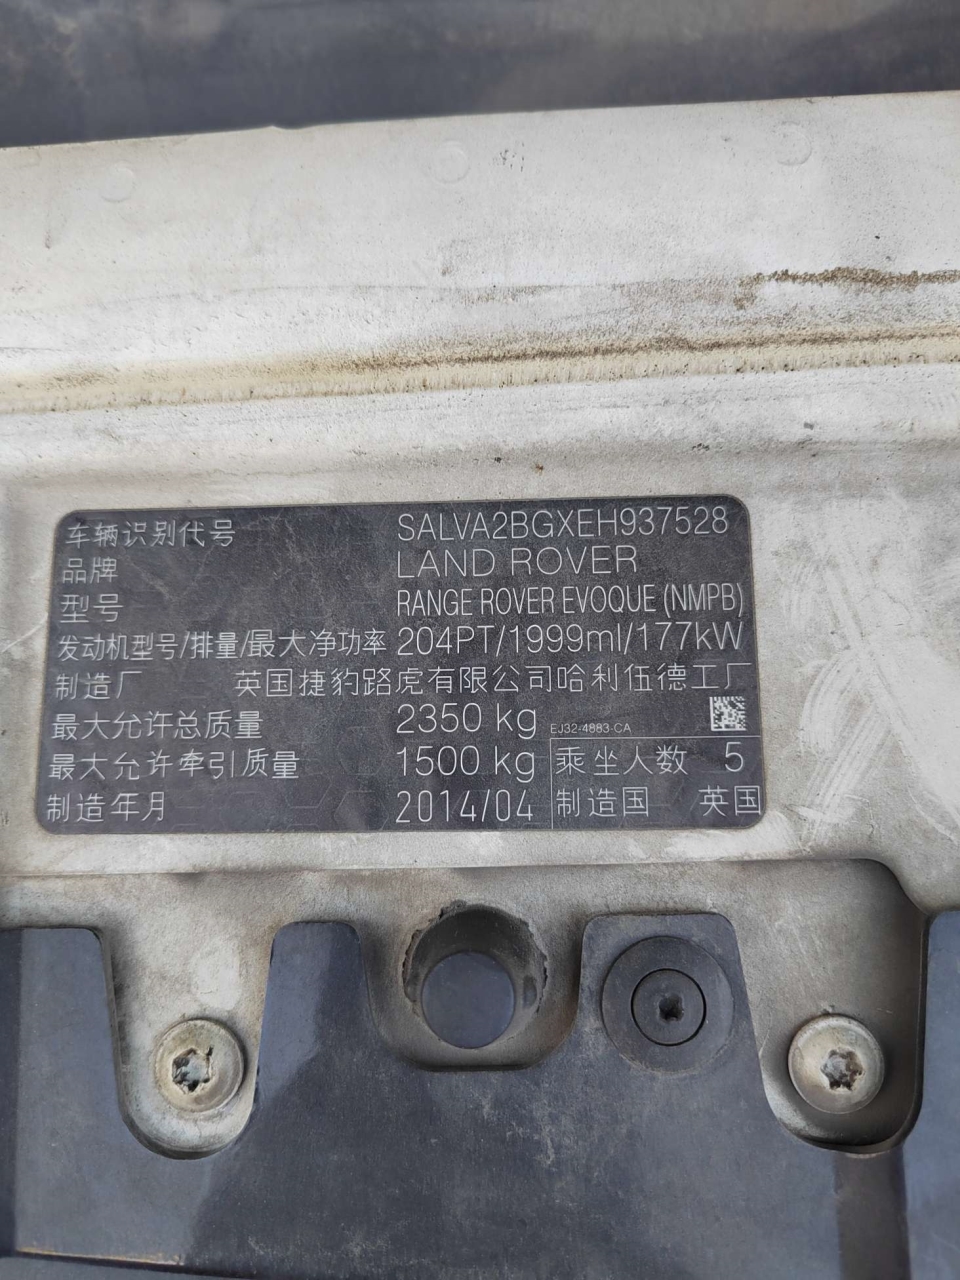 车辆识别代号 SALVA2BGXEH937528
品牌 LAND ROVER
型号 RANGE ROVER EVOQUE (NMPB)
发动机型号/排量/最大净功率 204PT/1999ml/177kW
制造厂 英国捷豹路虎有限公司哈利伍德工厂
最大允许总质量 2350 kg EJ32-4883-CA
最大允许牵引质量 1500 kg 乘坐人数 5
制造年月 2014/04 制造国 英国